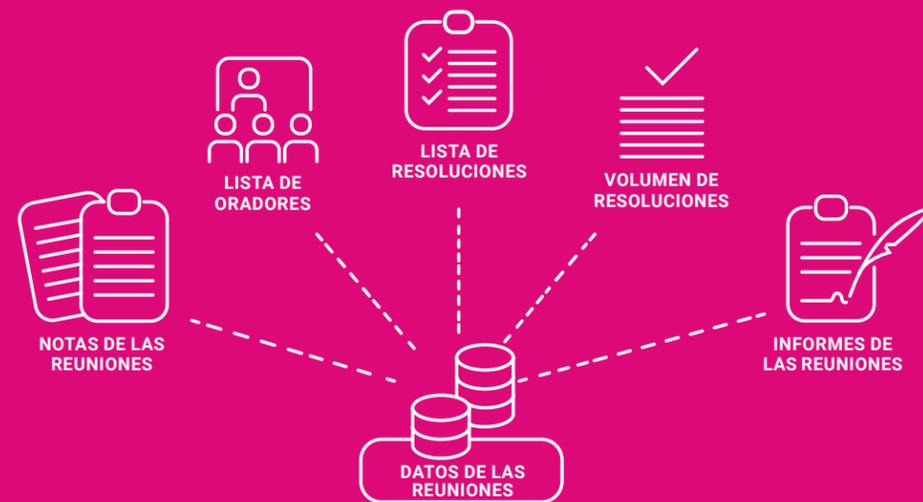 LISTA DE
RESOLUCIONES
LISTA DE
ORADORES
VOLUMEN DE
RESOLUCIONES
NOTAS DE LAS
REUNIONES
INFORMES DE
LAS REUNIONES
DATOS DE LAS
REUNIONES